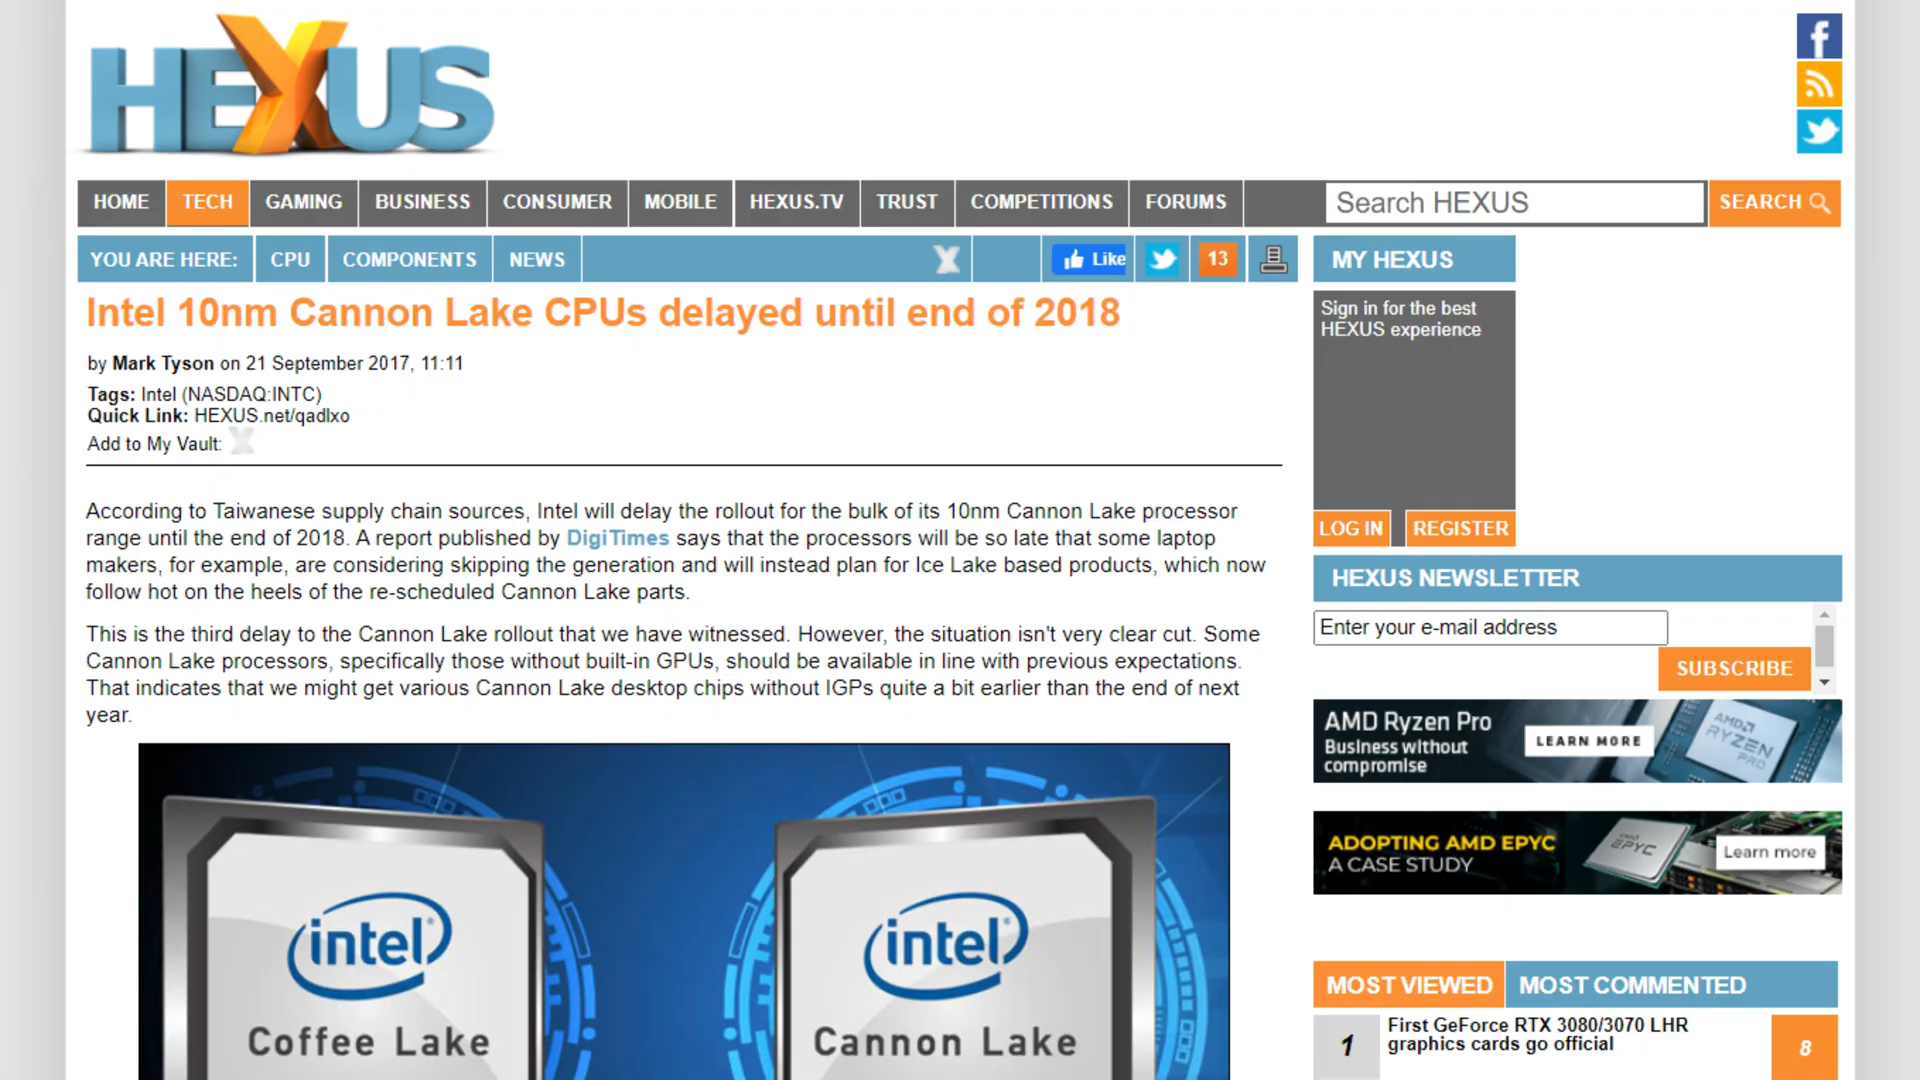 HEXUS
f
HOME TECH GAMING BUSINESS CONSUMER MOBILE HEXUS.TV TRUST COMPETITIONS FORUMS Search HEXUS SEARCH
YOU ARE HERE: CPU COMPONENTS NEWS X Like 13 MY HEXUS
Intel 10nm Cannon Lake CPUs delayed until end of 2018
by Mark Tyson on 21 September 2017, 11:11
Tags: Intel (NASDAQ:INTC)
Quick Link: HEXUS.net/qadlxo
Add to My Vault: X
According to Taiwanese supply chain sources, Intel will delay the rollout for the bulk of its 10nm Cannon Lake processor
range until the end of 2018. A report published by DigiTimes says that the processors will be so late that some laptop
makers, for example, are considering skipping the generation and will instead plan for Ice Lake based products, which now
follow hot on the heels of the re-scheduled Cannon Lake parts.
This is the third delay to the Cannon Lake rollout that we have witnessed. However, the situation isn't very clear cut. Some
Cannon Lake processors, specifically those without built-in GPUs, should be available in line with previous expectations.
That indicates that we might get various Cannon Lake desktop chips without IGPs quite a bit earlier than the end of next
year.
intel
Coffee Lake
intel
Cannon Lake
Sign in for the best
HEXUS experience
LOG IN REGISTER
HEXUS NEWSLETTER
Enter your e-mail address
SUBSCRIBE
AMD Ryzen Pro
Business without
compromise
LEARN MORE
AMD
RYZEN
PRO
ADOPTING AMD EPYC
A CASE STUDY
EPYC
Learn more
MOST VIEWED MOST COMMENTED
1
First GeForce RTX 3080/3070 LHR
graphics cards go official
8